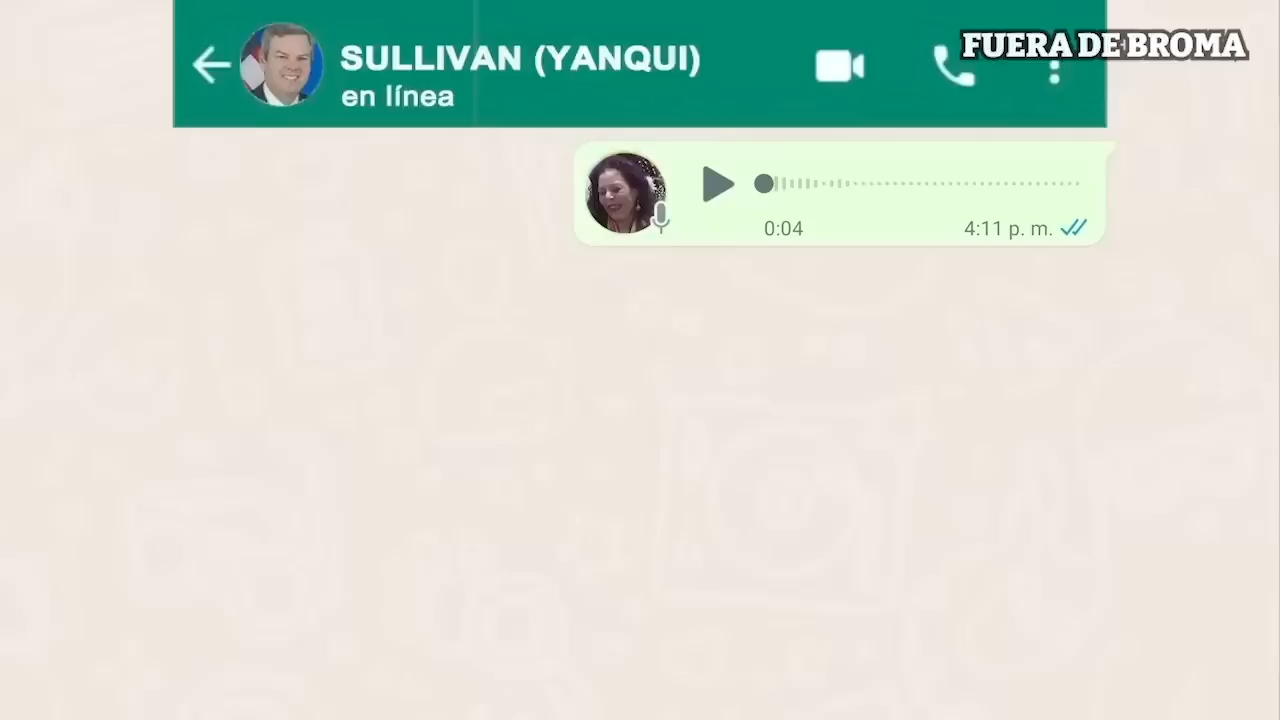 SULLIVAN (YANQUI)
en línea
FUERA DE BROMA
0:04
4:11 p. m.